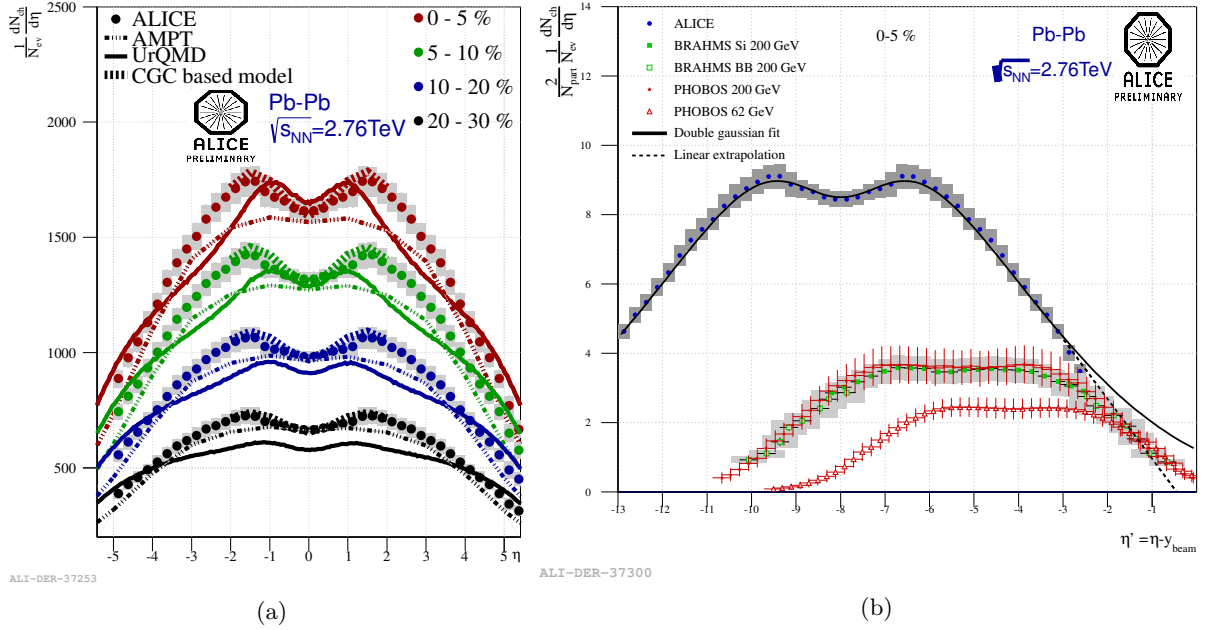 2500
2000
1500
1000
500
1/N_ev dN_ch/dη
ALICE
AMPT
UrQMD
CGC based model
0 - 5 %
5 - 10 %
10 - 20 %
20 - 30 %
ALICE
PRELIMINARY
Pb-Pb
√s_NN=2.76TeV
-5 -4 -3 -2 -1 0 1 2 3 4 5 η
ALI-DER-37253
(a)
14
12
10
8
6
4
2
0
2/N_part 1/N_ev dN_ch/dη
ALICE
BRAHMS Si 200 GeV
BRAHMS BB 200 GeV
PHOBOS 200 GeV
PHOBOS 62 GeV
Double gaussian fit
Linear extrapolation
0-5 %
Pb-Pb
√s_NN=2.76TeV
ALICE
PRELIMINARY
-13 -12 -11 -10 -9 -8 -7 -6 -5 -4 -3 -2 -1
η' =η-y_beam
ALI-DER-37300
(b)